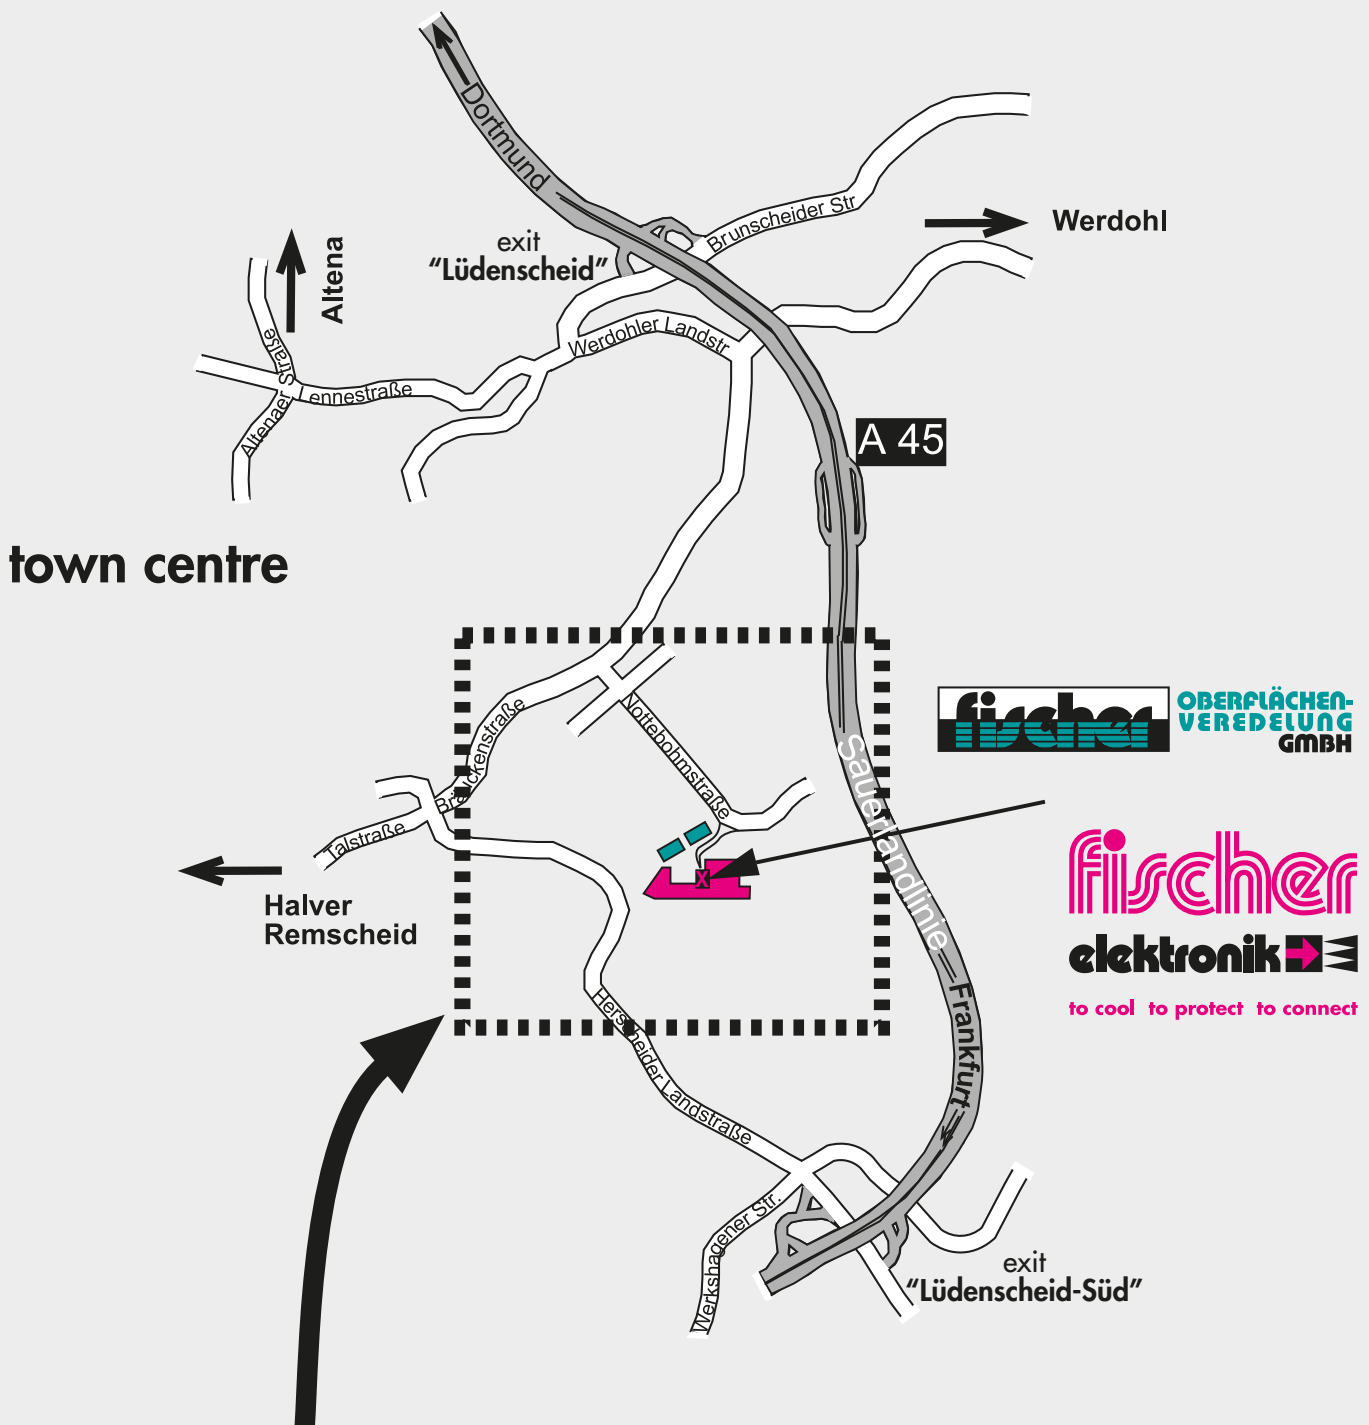 Dortmund
Brunscheider Str
Werdohl
exit
“Lüdenscheid”
Altena
Werdohler Landstr
Altenaer Straße
Lennestraße
A 45
town centre
Nottebohmstraße
Bräuckenstraße
Talstraße
Sauerlandlinie
fischer
OBERFLÄCHEN-
VEREDELUNG
GMBH
X
fischer
elektronik
to cool to protect to connect
Halver
Remscheid
Herscheider Landstraße
Frankfurt
Werkshagener Str.
exit
“Lüdenscheid-Süd”